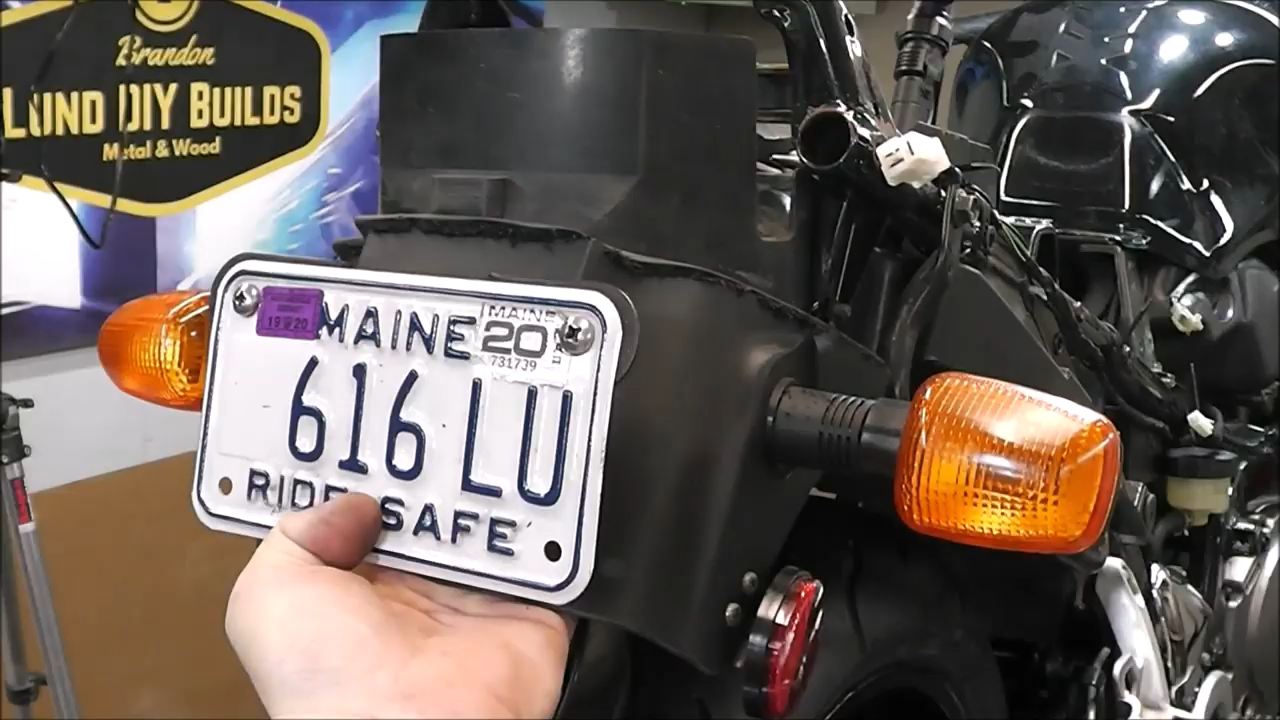 Brandon
LUND DIY BUILDS
Metal & Wood
19 20
MAINE
MAINE
20
731739
616 LU
RIDE SAFE